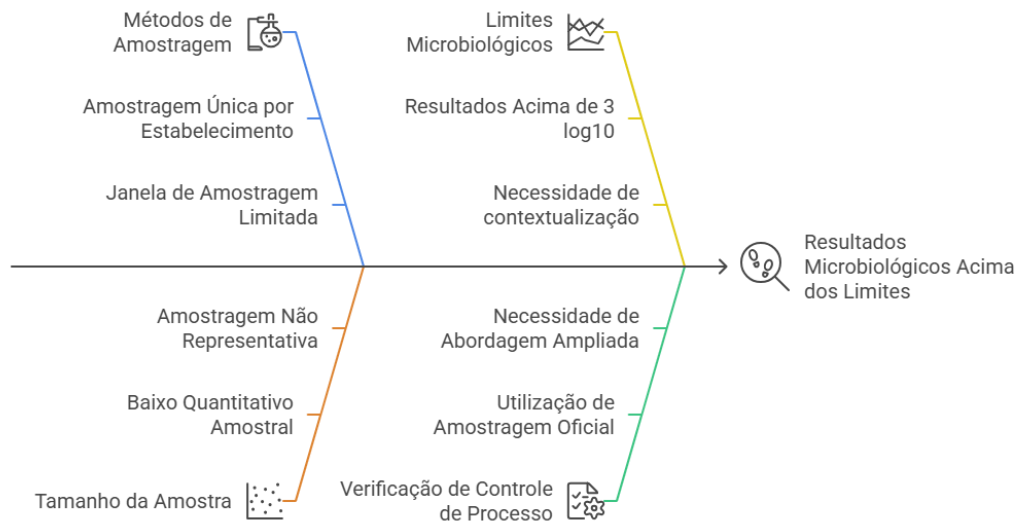 Métodos de
Amostragem
Amostragem Única por
Estabelecimento
Janela de Amostragem
Limitada
Limites
Microbiológicos
Resultados Acima de 3
log10
Necessidade de
contextualização
Resultados
Microbiológicos Acima
dos Limites
Amostragem Não
Representativa
Baixo Quantitativo
Amostral
Tamanho da Amostra
Necessidade de
Abordagem Ampliada
Utilização de
Amostragem Oficial
Verificação de Controle
de Processo